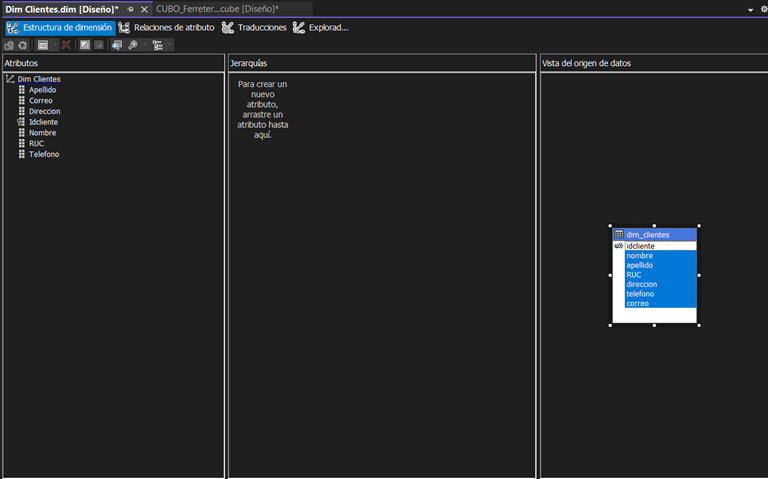 Dim Clientes.dim [Diseño]*
CUBO_Ferreter...cube [Diseño]*
Estructura de dimensión
Relaciones de atributo
Traducciones
Explorad...
Atributos
Dim Clientes
Apellido
Correo
Direccion
Idcliente
Nombre
RUC
Telefono
Jerarquías
Para crear un
nuevo
atributo,
arrastre un
atributo hasta
aquí.
Vista del origen de datos
dim_clientes
idcliente
nombre
apellido
RUC
direccion
telefono
correo